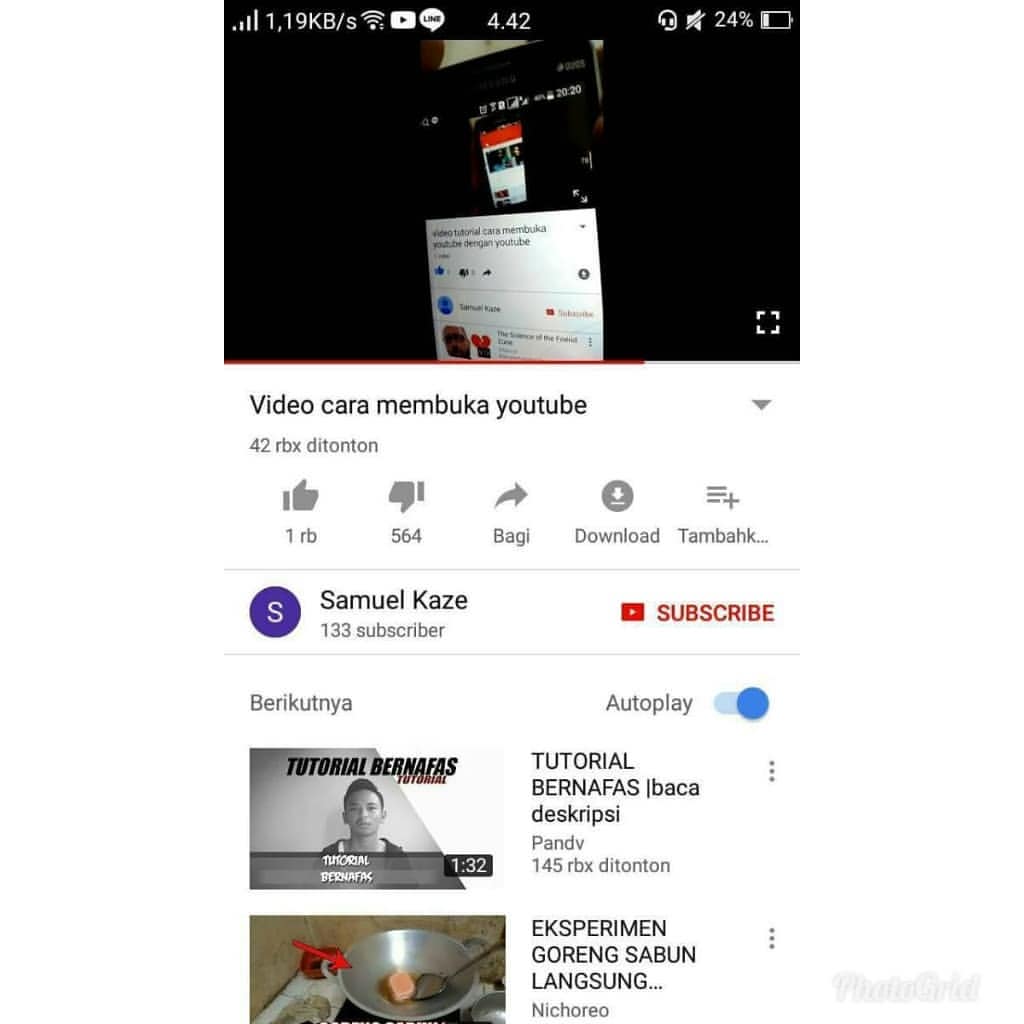 1,19KB/s
LINE
4.42
24%
SAMSUNG
20:20
video tutorial cara membuka
youtube dengan youtube
Samuel Kaze
Subscribe
The Science of the Friend
Zone
Video cara membuka youtube
42 rbx ditonton
1 rb
564
Bagi
Download
Tambahk...
Samuel Kaze
133 subscriber
SUBSCRIBE
S
Berikutnya
Autoplay
TUTORIAL BERNAFAS
TUTORIAL
TUTORIAL
BERNAFAS
1:32
TUTORIAL
BERNAFAS |baca
deskripsi
Pandv
145 rbx ditonton
EKSPERIMEN
GORENG SABUN
LANGSUNG...
Nichoreo
PhotoGrid